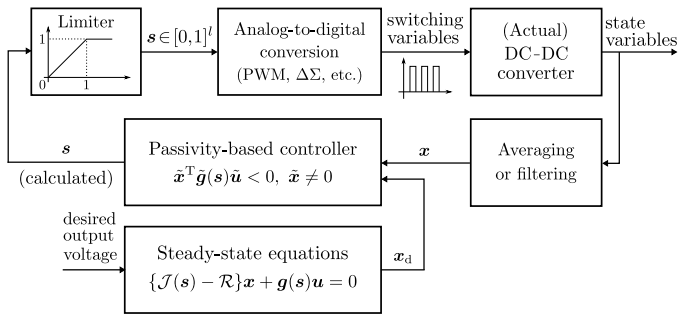 Limiter
1
0
1
s ∈ [0, 1]^l
Analog-to-digital
conversion
(PWM, ΔΣ, etc.)
switching
variables
(Actual)
DC-DC
converter
state
variables
s
(calculated)
Passivity-based controller
x̃ᵀg̃(s)ũ < 0, x̃ ≠ 0
x
Averaging
or filtering
desired
output
voltage
Steady-state equations
{𝒥(s) − ℛ}x + g(s)u = 0
x_d